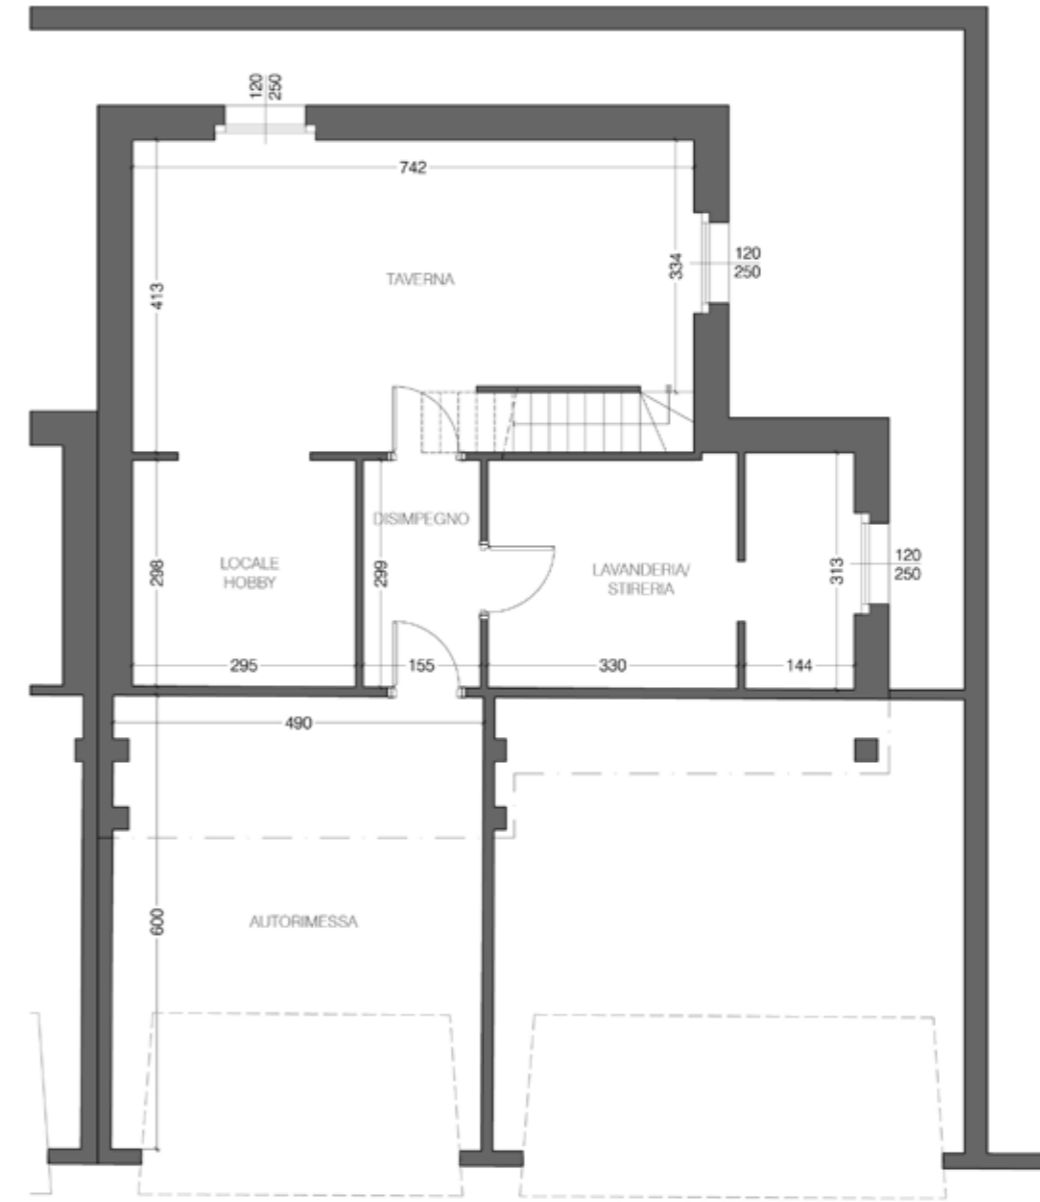 120
250
742
413
TAVERNA
334
120
250
DISIMPEGNO
LOCALE
HOBBY
298
299
LAVANDERIA/
STIRERIA
313
120
250
295
155
330
144
490
600
AUTORIMESSA